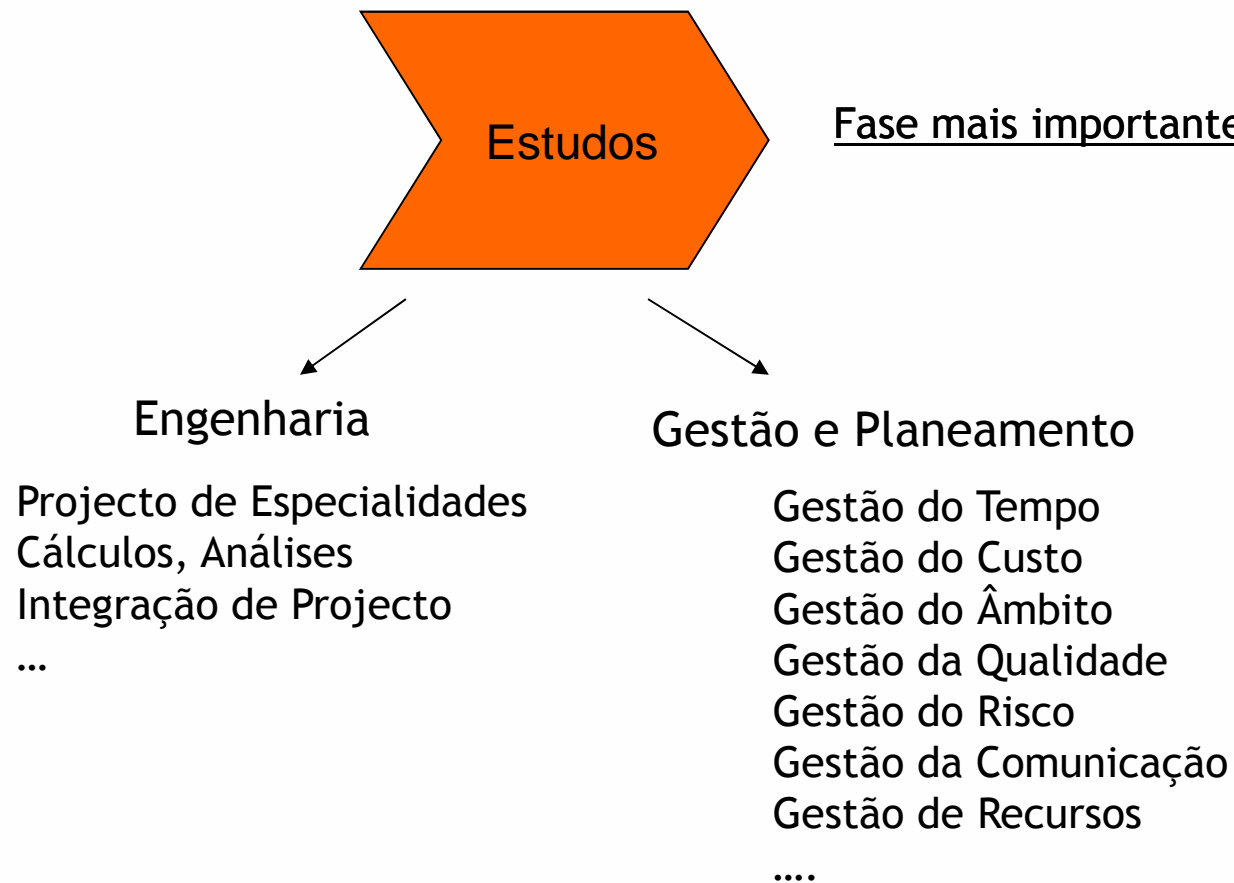 Estudos
Fase mais importante
Engenharia
Projecto de Especialidades
Cálculos, Análises
Integração de Projecto
…
Gestão e Planeamento
Gestão do Tempo
Gestão do Custo
Gestão do Âmbito
Gestão da Qualidade
Gestão do Risco
Gestão da Comunicação
Gestão de Recursos
….